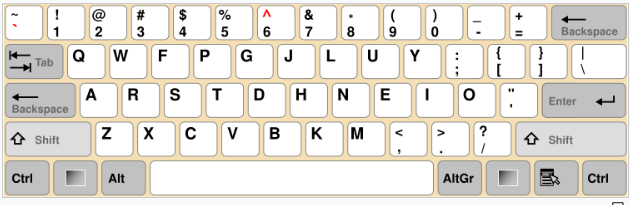 ~ ` ! 1 @ 2 # 3 $ 4 % 5 ^ 6 & 7 * 8 ( 9 ) 0 _ - + = Backspace
Tab Q W F P G J L U Y : ; { [ } ] | \
Backspace A R S T D H N E I O " ' Enter
Shift Z X C V B K M < , > . ? / Shift
Ctrl Alt AltGr Ctrl